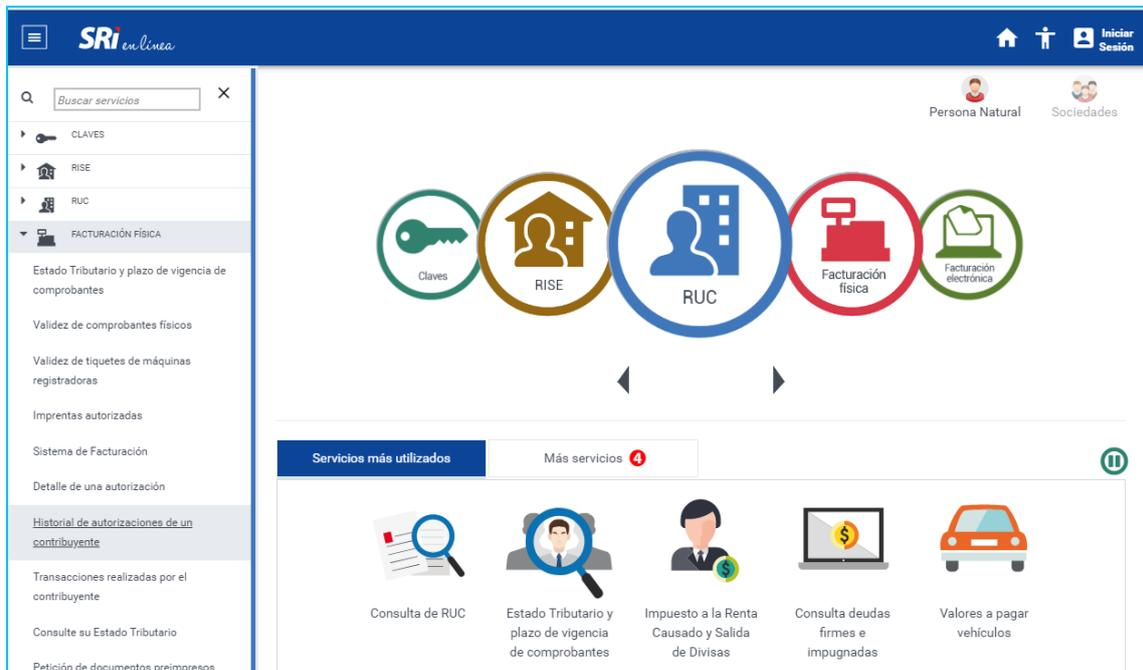 SRi en línea
Iniciar
Sesión
Buscar servicios
CLAVES
RISE
RUC
FACTURACIÓN FÍSICA
Estado Tributario y plazo de vigencia de
comprobantes
Validez de comprobantes físicos
Validez de tiquetes de máquinas
registradoras
Imprentas autorizadas
Sistema de Facturación
Detalle de una autorización
Historial de autorizaciones de un
contribuyente
Transacciones realizadas por el
contribuyente
Consulte su Estado Tributario
Petición de documentos preimpresos
Persona Natural
Sociedades
Claves
RISE
RUC
Facturación
física
Facturación
electrónica
Servicios más utilizados
Más servicios 4
Consulta de RUC
Estado Tributario y
plazo de vigencia
de comprobantes
Impuesto a la Renta
Causado y Salida
de Divisas
Consulta deudas
firmes e
impugnadas
Valores a pagar
vehículos